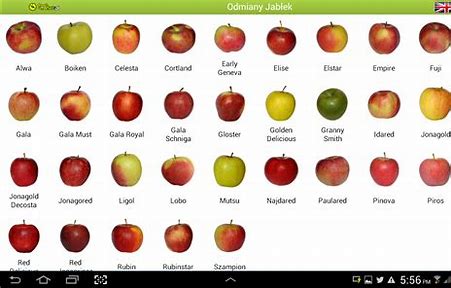 Odmiany Jabłek
Alwa Boiken Celesta Cortland Early Geneva Elise Elstar Empire Fuji
Gala Gala Must Gala Royal Gala Schniga Gloster Golden Delicious Granny Smith Idared Jonagold
Jonagold Decosta Jonagored Ligol Lobo Mutsu Najdared Paulared Pinova Piros
Red Delicious Red Rubin Rubinstar Szampion
5:56 PM